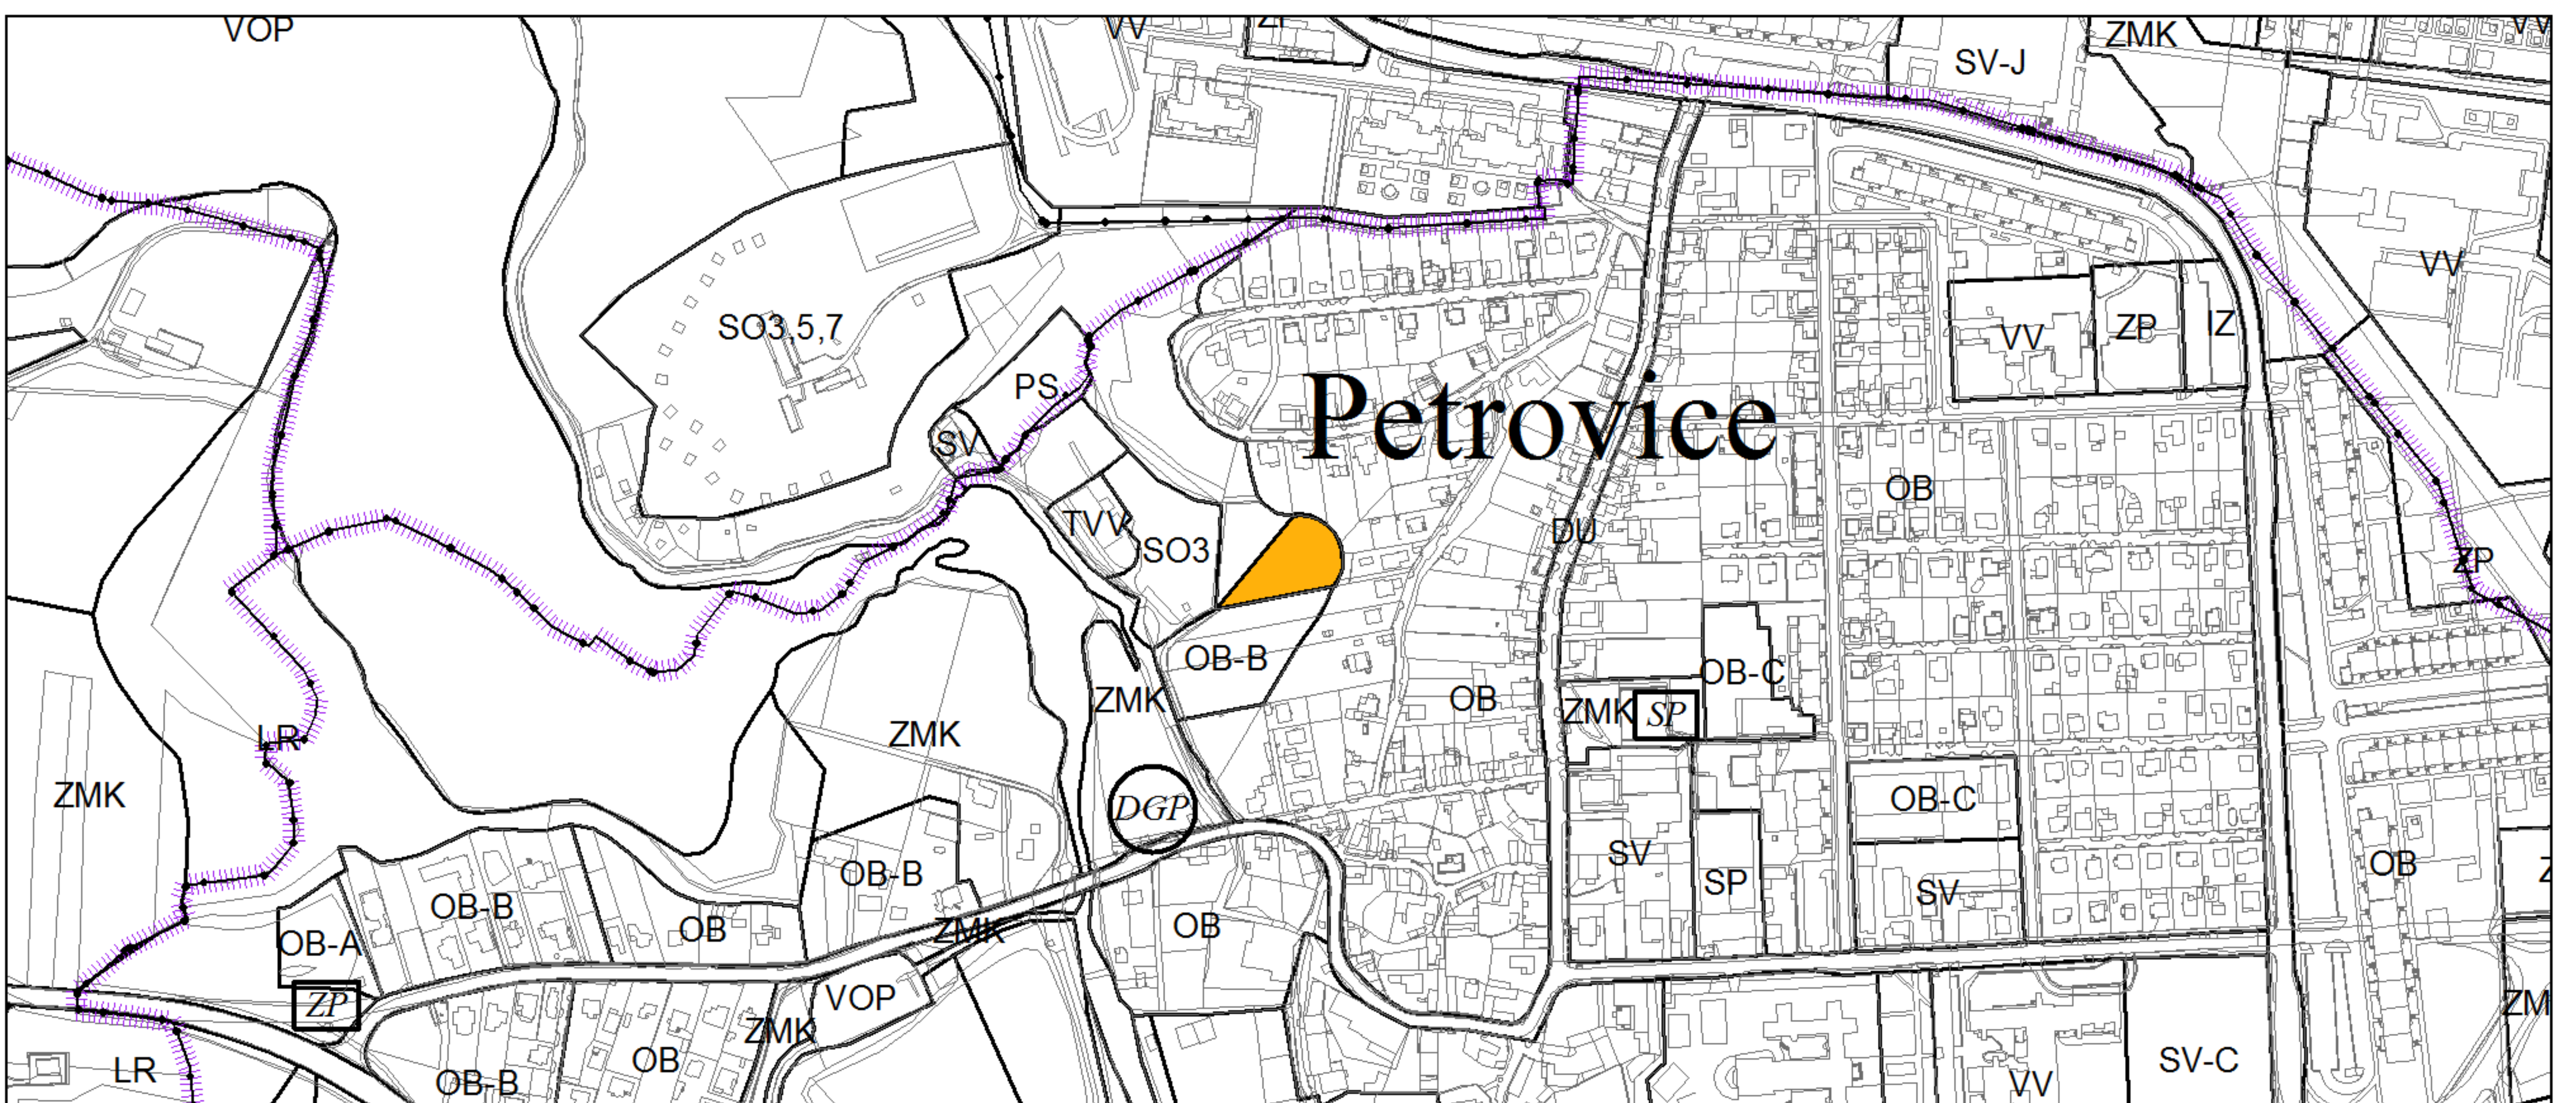 VOP
VV
ZMK
SV-J
VV
SO3,5,7
VV
ZP
IZ
PS
Petrovice
SV
OB
TVV
SO3
DU
ZP
OB-B
OB-C
ZMK
OB
ZMK
SP
LR
ZMK
ZMK
DGP
OB-C
OB-B
SV
OB
SP
SV
OB-B
OB
OB
OB-A
ZMK
VOP
ZP
ZMK
OB
SV-C
LR
OB-B
VV